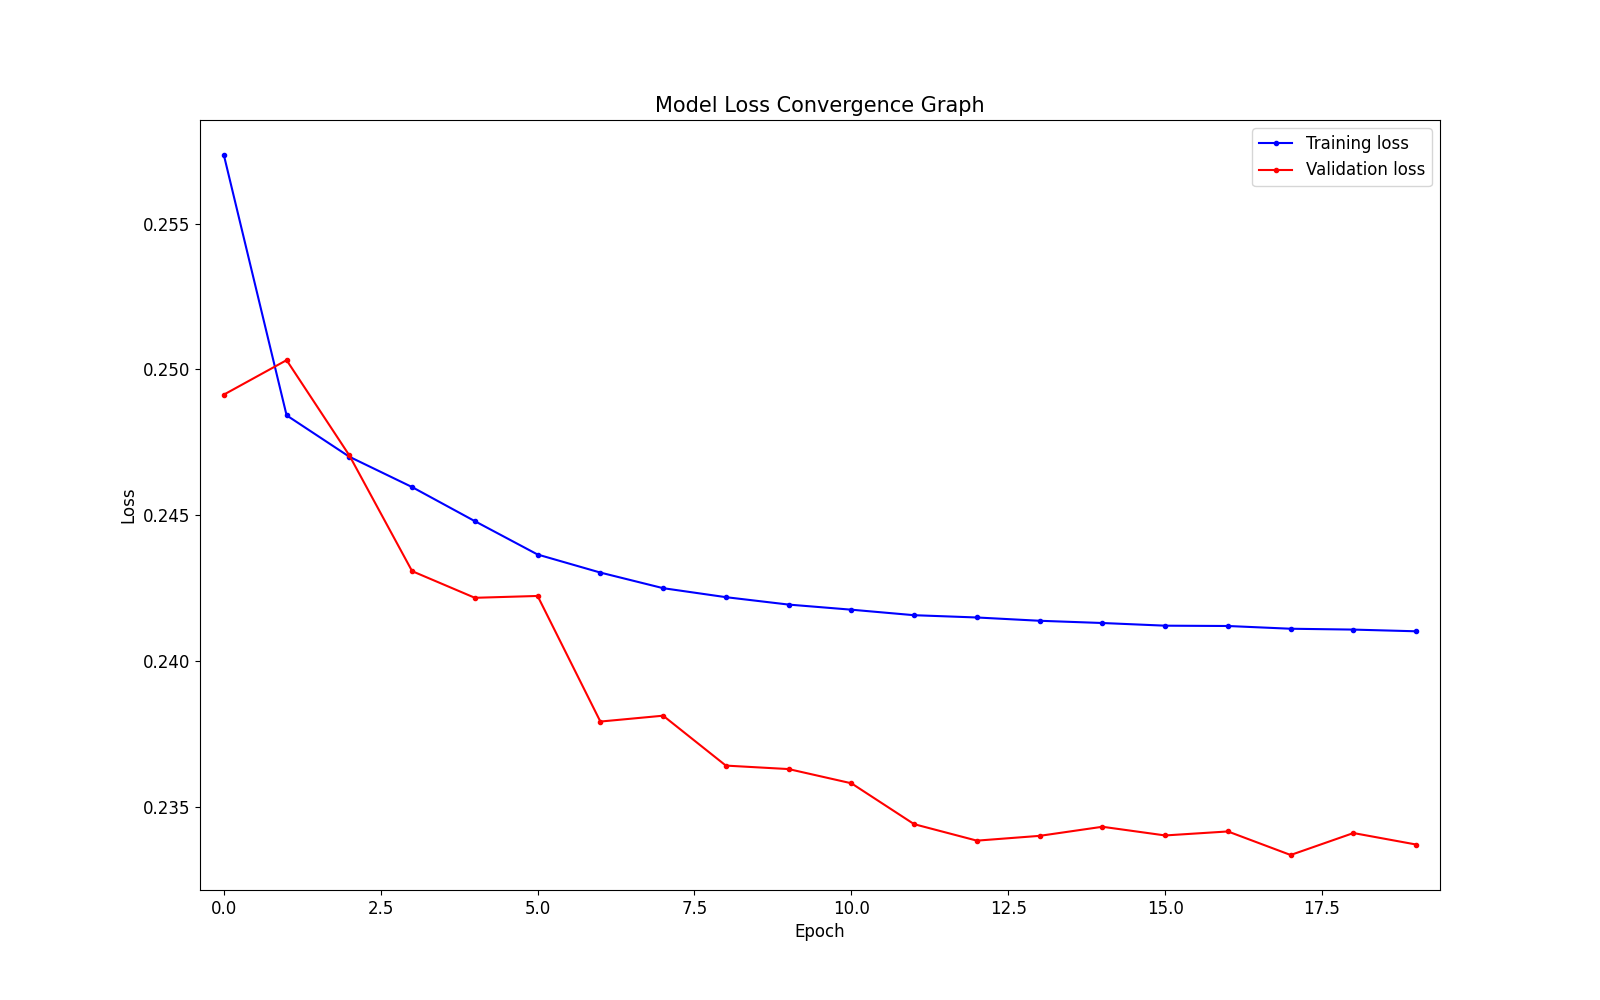 Model Loss Convergence Graph
Training loss
Validation loss
0.255
0.250
0.245
0.240
0.235
Loss
0.0 2.5 5.0 7.5 10.0 12.5 15.0 17.5
Epoch